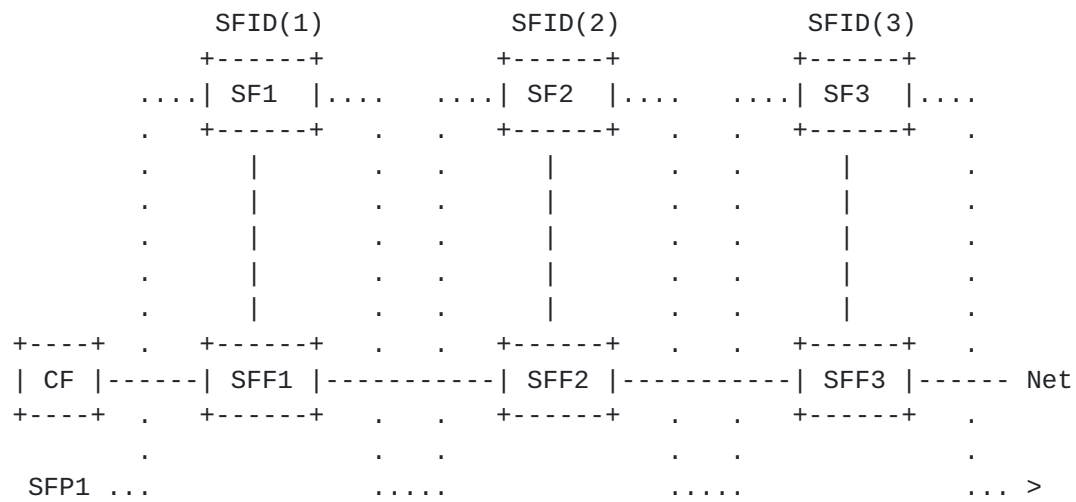 SFID(1)             SFID(2)            SFID(3)
             +------+            +------+           +------+
         ....| SF1  |....    ....| SF2  |....   ....| SF3  |....
         .   +------+   .    .   +------+   .   .   +------+   .
         .      |       .    .      |       .   .      |       .
         .      |       .    .      |       .   .      |       .
         .      |       .    .      |       .   .      |       .
         .      |       .    .      |       .   .      |       .
         .      |       .    .      |       .   .      |       .
 +----+  .   +------+   .    .   +------+   .   .   +------+   .
 | CF |------| SFF1 |-----------| SFF2 |-----------| SFF3 |------ Net
 +----+  .   +------+   .    .   +------+   .   .   +------+   .
         .              .    .              .   .              .
  SFP1 ...              .....               .....              ... >